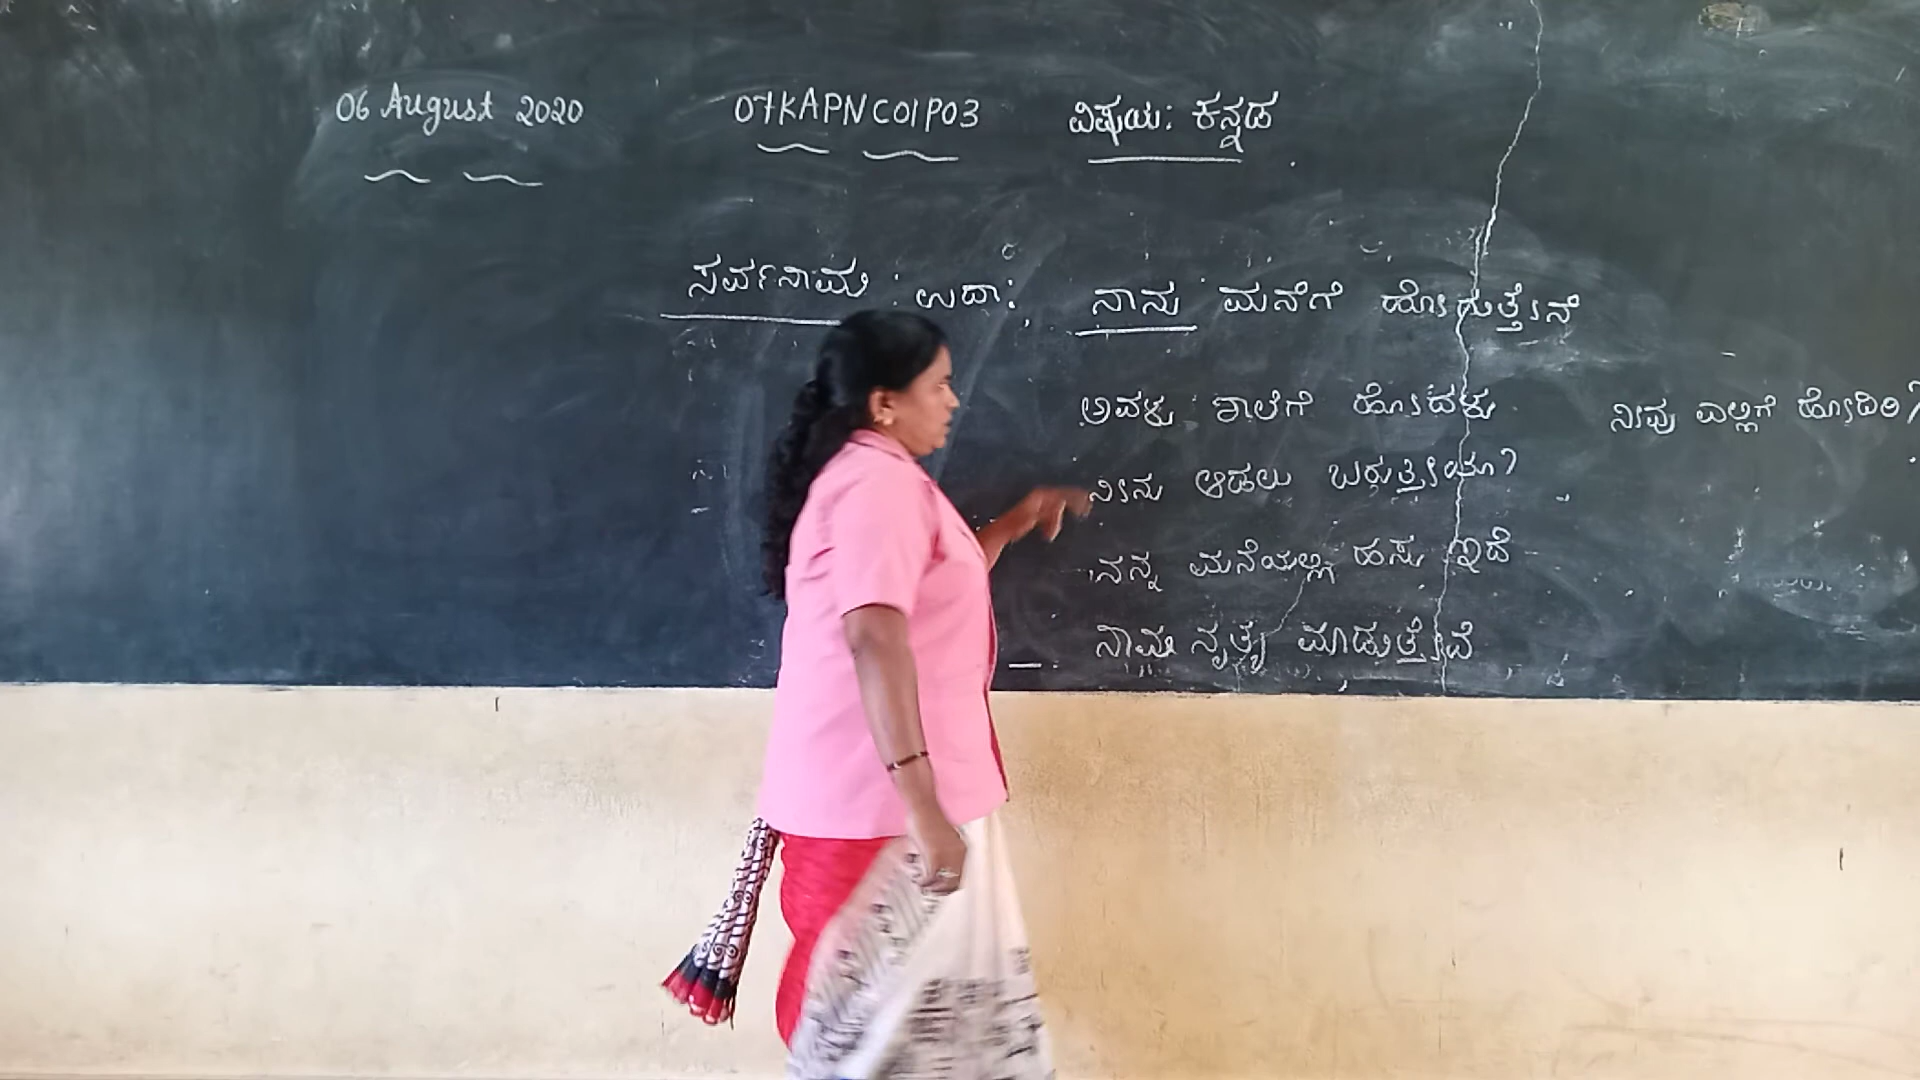 06 August 2020 07KAPNC01P03 ವಿಷಯ: ಕನ್ನಡ
ಸರ್ವನಾಮ : ಉದಾ: ನಾನು ಮನೆಗೆ ಹೋಗುತ್ತೇನೆ
ಅವಳು ಶಾಲೆಗೆ ಹೋದಳು. ನೀವು ಎಲ್ಲಿಗೆ ಹೋದಿರಿ?
ನೀನು ಆಡಲು ಬರುತ್ತೀಯಾ?
ನನ್ನ ಮನೆಯಲ್ಲಿ ಹಸು ಇದೆ
ನಾವು ನೃತ್ಯ ಮಾಡುತ್ತೇವೆ